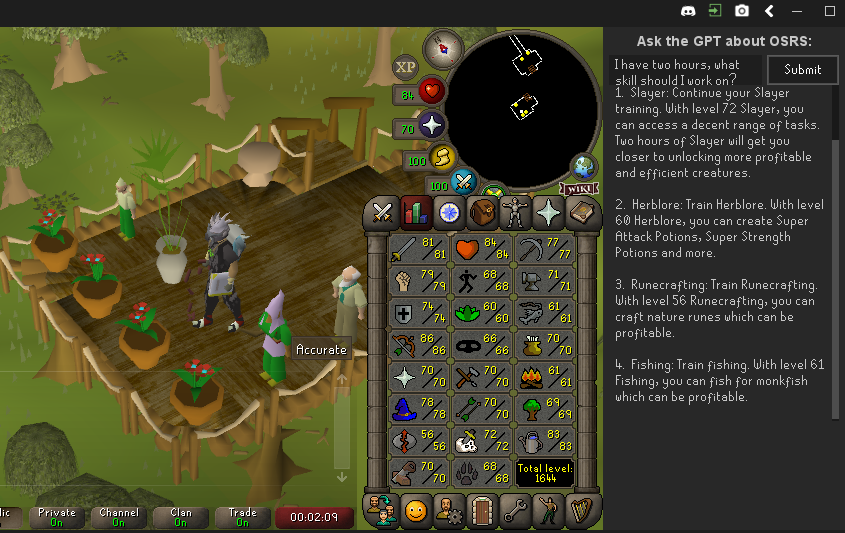 Ask the GPT about OSRS:
I have two hours, what
skill should I work on?
Submit
1. Slayer: Continue your Slayer
training. With level 72 Slayer, you
can access a decent range of tasks.
Two hours of Slayer will get you
closer to unlocking more profitable
and efficient creatures.
2. Herblore: Train Herblore. With level
60 Herblore, you can create Super
Attack Potions, Super Strength
Potions and more.
3. Runecrafting: Train Runecrafting.
With level 56 Runecrafting, you can
craft nature runes which can be
profitable.
4. Fishing: Train fishing. With level 61
Fishing, you can fish for monkfish
which can be profitable.
XP
84
70
100
100
WIKI
81/81 84/84 77/77
79/79 68/68 71/71
74/74 60/60 61/61
86/86 66/66 70/70
70/70 70/70 61/61
78/78 70/70 69/69
56/56 72/72 83/83
70/70 68/68 Total level:
1644
Accurate
lic
Private
On
Channel
On
Clan
On
Trade
On
00:02:09